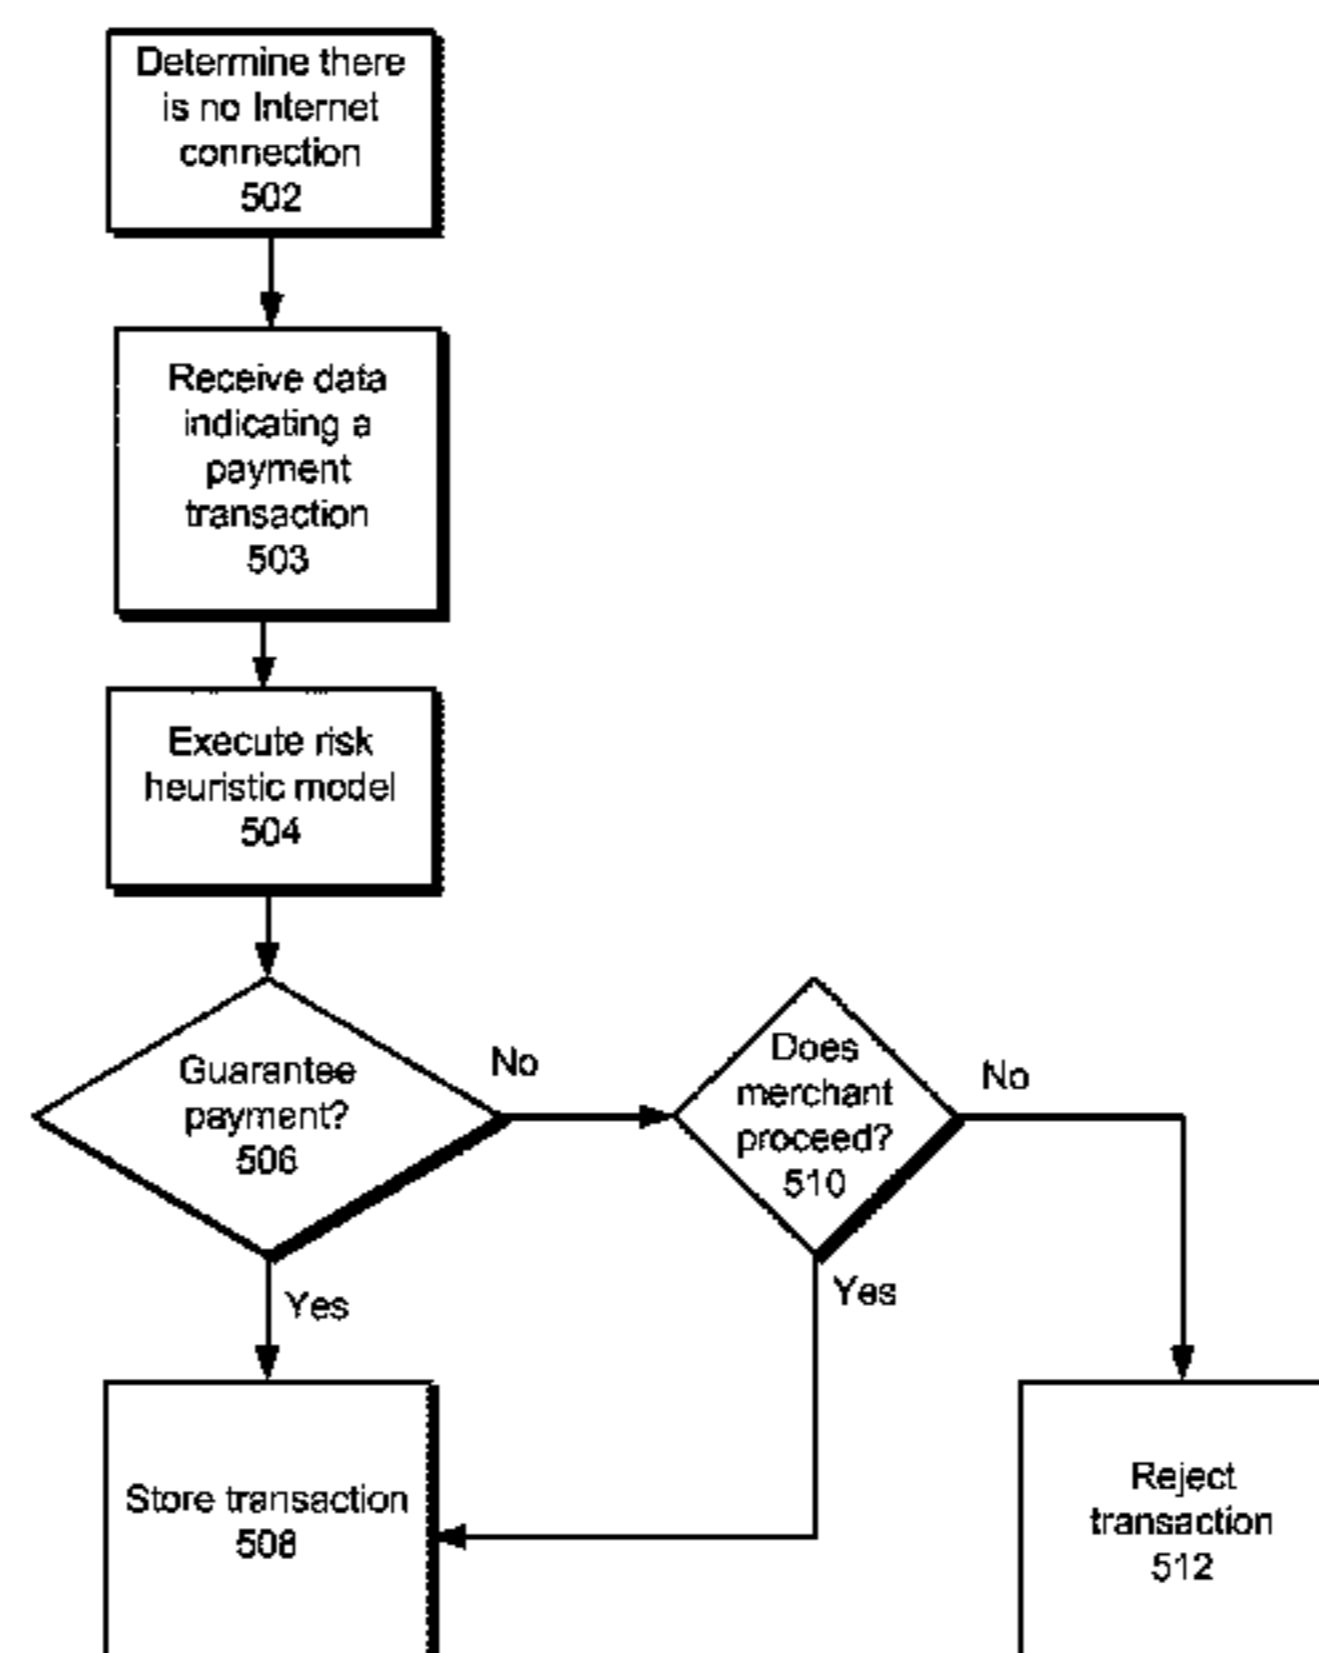 Determine there
is no Internet
connection
502
Receive data
indicating a
payment
transaction
503
Execute risk
heuristic model
504
Guarantee
payment?
506
No
Does
merchant
proceed?
510
No
Yes
Yes
Store transaction
508
Reject
transaction
512